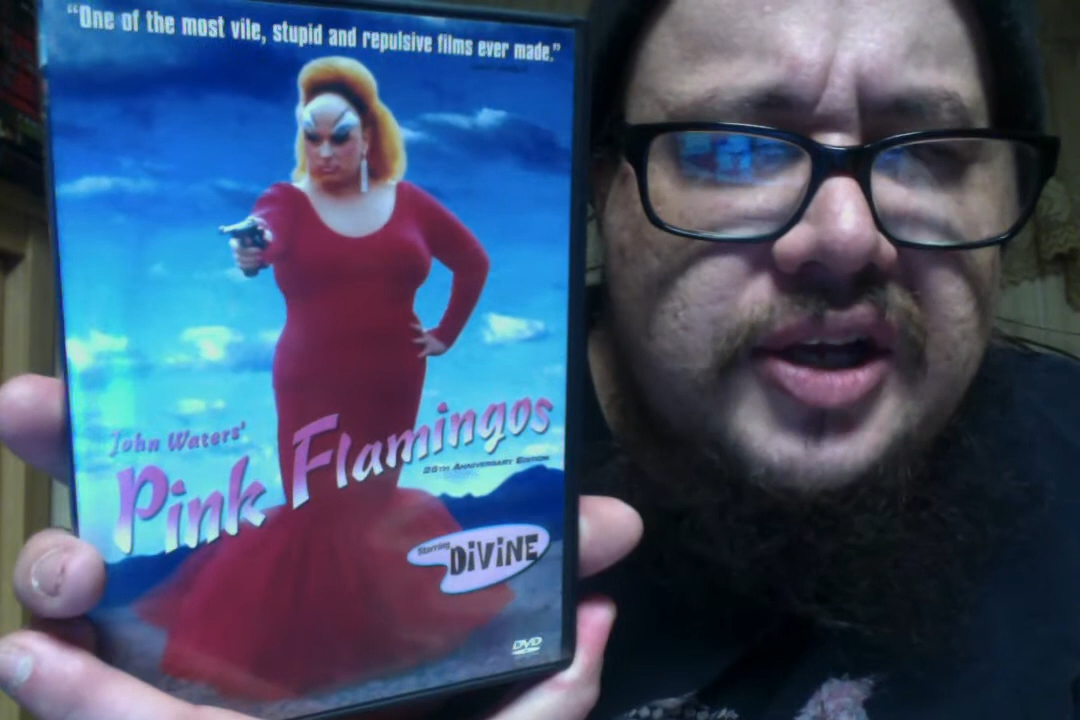 “One of the most vile, stupid and repulsive films ever made.”
John Waters'
Pink Flamingos
25th Anniversary Edition
Starring
DiViNE
DVD